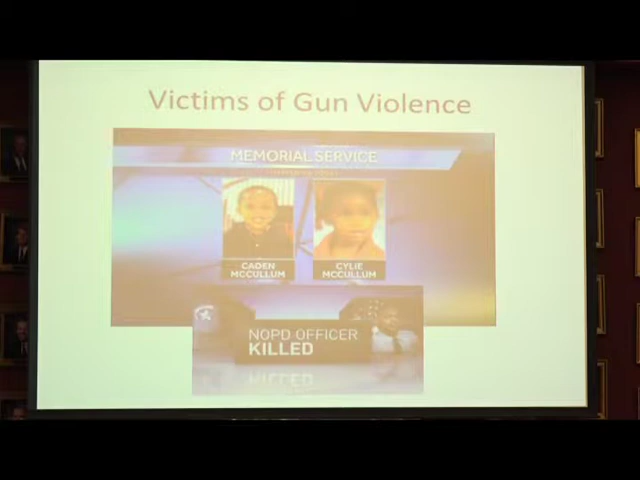 Victims of Gun Violence
MEMORIAL SERVICE
CADEN
MCCULLUM
CYLIE
MCCULLUM
NOPD OFFICER
KILLED